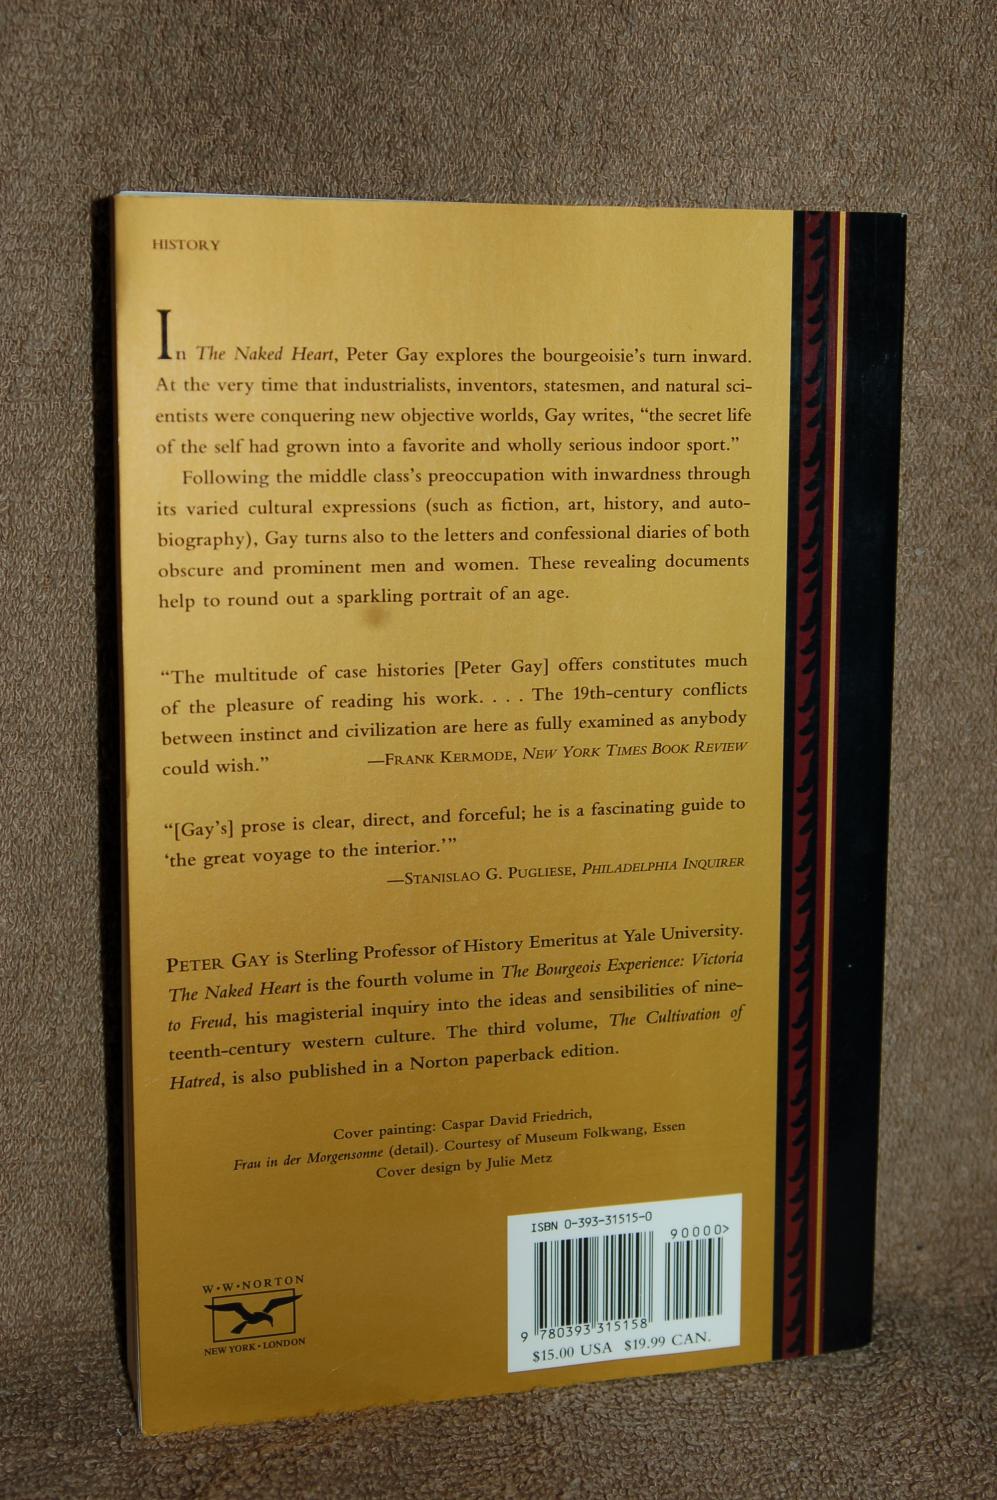 HISTORY
In The Naked Heart, Peter Gay explores the bourgeoisie's turn inward.
At the very time that industrialists, inventors, statesmen, and natural sci-
entists were conquering new objective worlds, Gay writes, “the secret life
of the self had grown into a favorite and wholly serious indoor sport.”
Following the middle class's preoccupation with inwardness through
its varied cultural expressions (such as fiction, art, history, and auto-
biography), Gay turns also to the letters and confessional diaries of both
obscure and prominent men and women. These revealing documents
help to round out a sparkling portrait of an age.
“The multitude of case histories [Peter Gay] offers constitutes much
of the pleasure of reading his work. . . . The 19th-century conflicts
between instinct and civilization are here as fully examined as anybody
could wish.” —FRANK KERMODE, NEW YORK TIMES BOOK REVIEW
“[Gay's] prose is clear, direct, and forceful; he is a fascinating guide to
‘the great voyage to the interior.’”
—STANISLAO G. PUGLIESE, PHILADELPHIA INQUIRER
PETER GAY is Sterling Professor of History Emeritus at Yale University.
The Naked Heart is the fourth volume in The Bourgeois Experience: Victoria
to Freud, his magisterial inquiry into the ideas and sensibilities of nine-
teenth-century western culture. The third volume, The Cultivation of
Hatred, is also published in a Norton paperback edition.
Cover painting: Caspar David Friedrich,
Frau in der Morgensonne (detail). Courtesy of Museum Folkwang, Essen
Cover design by Julie Metz
ISBN 0-393-31515-0
90000>
9 780393 315158
$15.00 USA $19.99 CAN.
W·W·NORTON
NEW YORK·LONDON